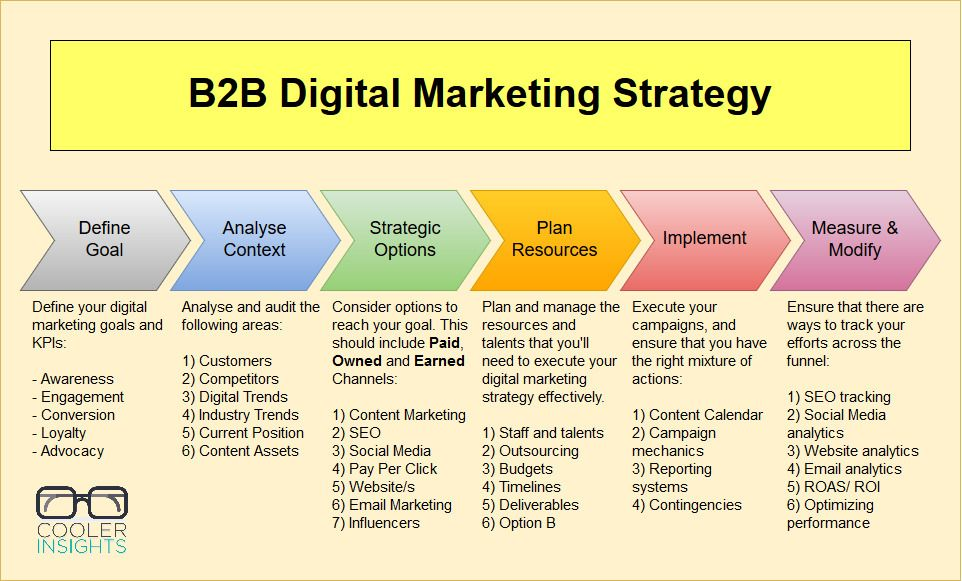 B2B Digital Marketing Strategy
Define
Goal
Analyse
Context
Strategic
Options
Plan
Resources
Implement
Measure &
Modify
Define your digital
marketing goals and
KPIs:
- Awareness
- Engagement
- Conversion
- Loyalty
- Advocacy
Analyse and audit the
following areas:
1) Customers
2) Competitors
3) Digital Trends
4) Industry Trends
5) Current Position
6) Content Assets
Consider options to
reach your goal. This
should include Paid,
Owned and Earned
Channels:
1) Content Marketing
2) SEO
3) Social Media
4) Pay Per Click
5) Website/s
6) Email Marketing
7) Influencers
Plan and manage the
resources and
talents that you'll
need to execute your
digital marketing
strategy effectively.
1) Staff and talents
2) Outsourcing
3) Budgets
4) Timelines
5) Deliverables
6) Option B
Execute your
campaigns, and
ensure that you have
the right mixture of
actions:
1) Content Calendar
2) Campaign
mechanics
3) Reporting
systems
4) Contingencies
Ensure that there are
ways to track your
efforts across the
funnel:
1) SEO tracking
2) Social Media
analytics
3) Website analytics
4) Email analytics
5) ROAS/ ROI
6) Optimizing
performance
COOLER
INSIGHTS